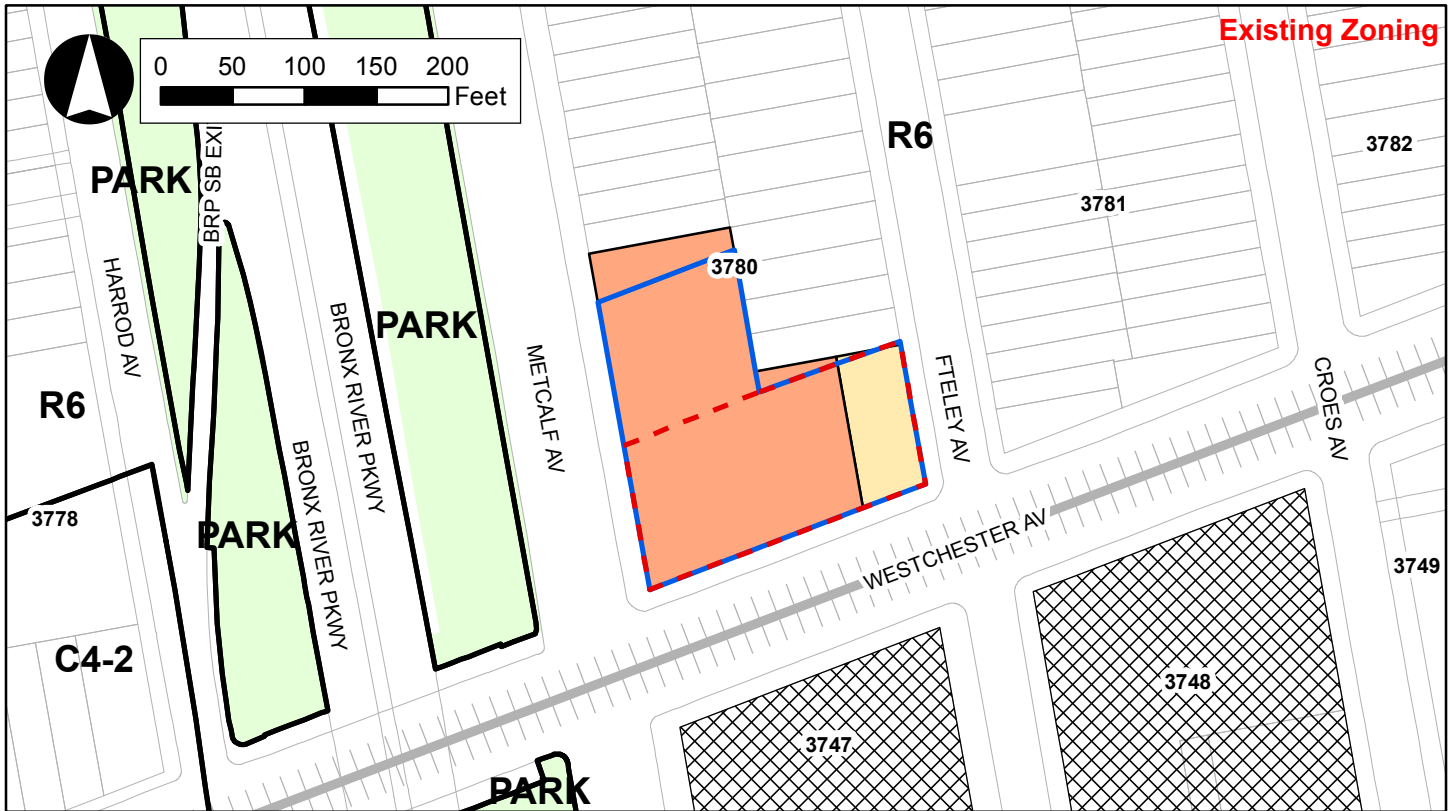 Existing Zoning
0 50 100 150 200
Feet
PARK
BRP SB EXI
R6
3782
3781
HARROD AV
BRONX RIVER PKWY
PARK
3780
METCALF AV
FTELEY AV
CROES AV
R6
BRONX RIVER PKWY
3778
PARK
WESTCHESTER AV
3749
C4-2
3748
3747
PARK